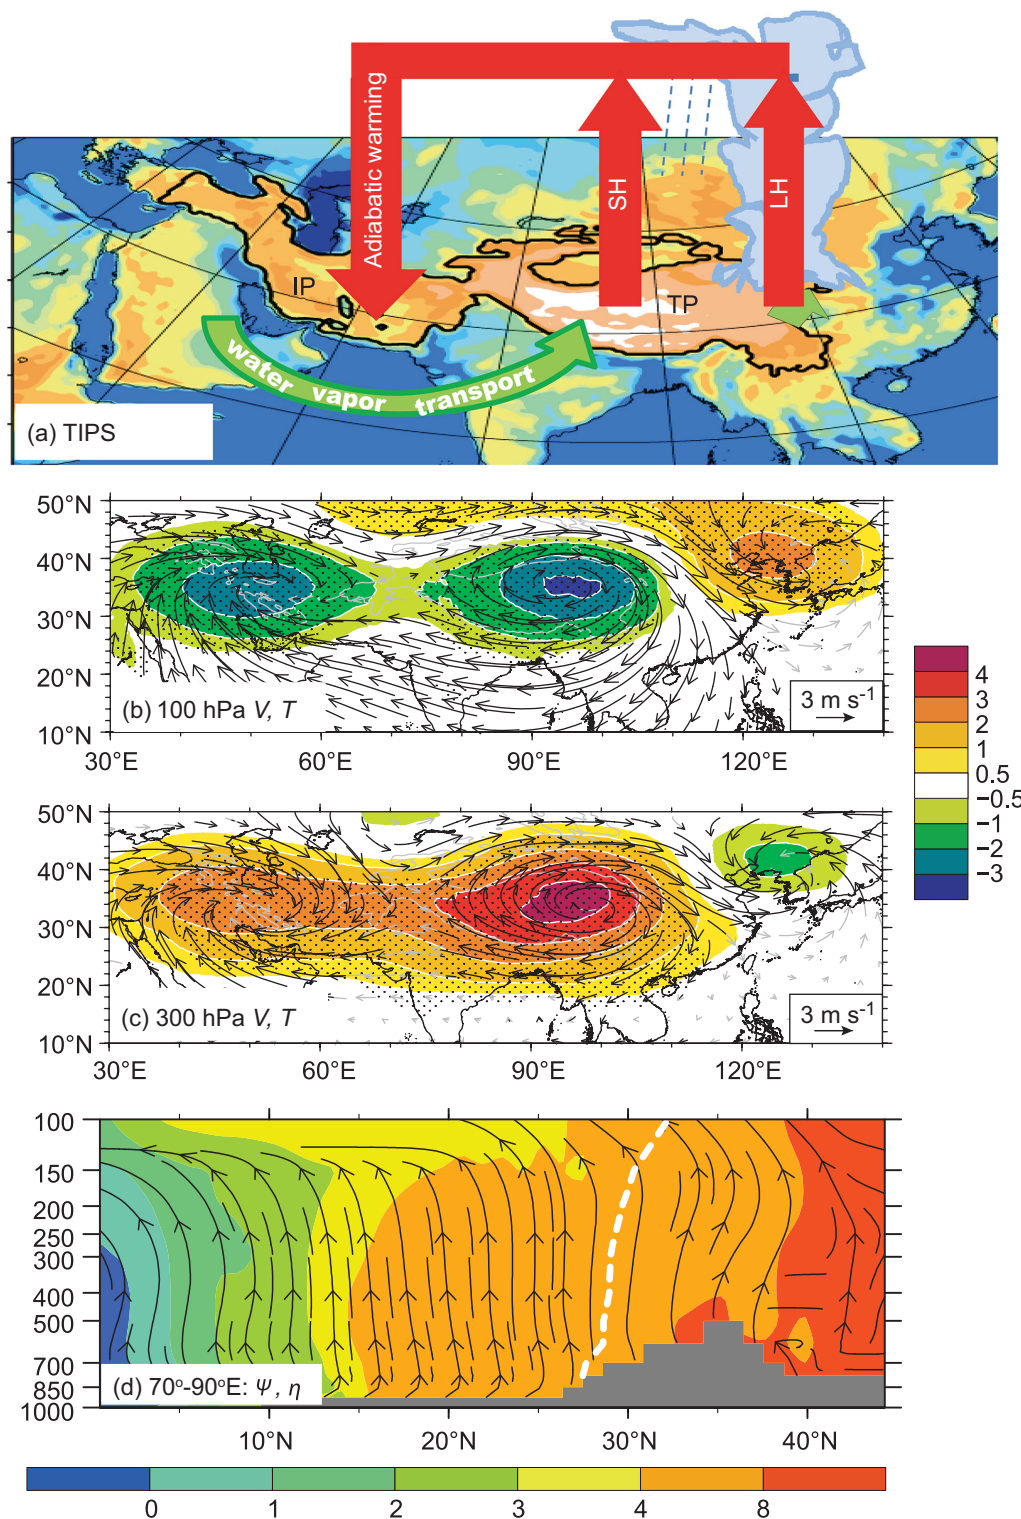 Adiabatic warming
SH
LH
IP
TP
water vapor transport
(a) TIPS
50°N
40°N
30°N
20°N
10°N
(b) 100 hPa V, T
3 m s⁻¹
30°E 60°E 90°E 120°E
4
3
2
1
0.5
−0.5
−1
−2
−3
50°N
40°N
30°N
20°N
10°N
(c) 300 hPa V, T
3 m s⁻¹
30°E 60°E 90°E 120°E
100
150
200
250
300
400
500
700
850
1000
(d) 70°-90°E: Ψ, η
10°N 20°N 30°N 40°N
0 1 2 3 4 8